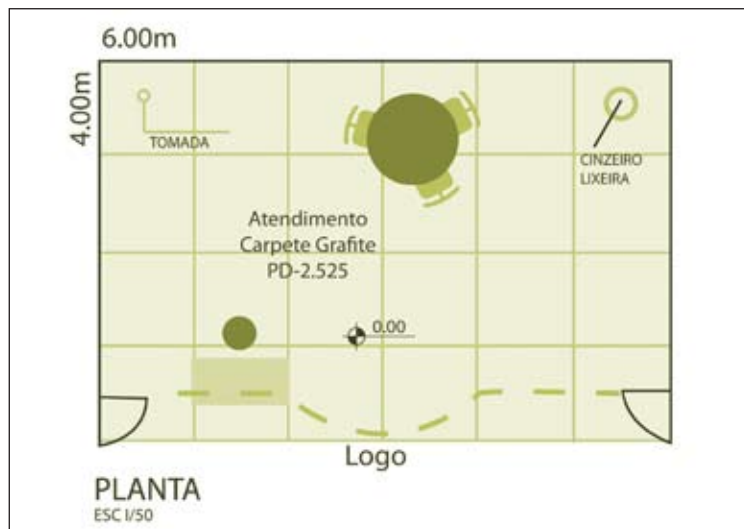 6.00m
4.00m
TOMADA
CINZEIRO
LIXEIRA
Atendimento
Carpete Grafite
PD-2.525
0.00
Logo
PLANTA
ESC I/50